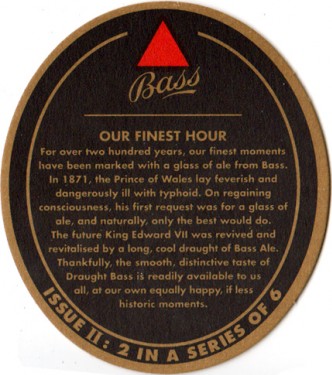 Bass
OUR FINEST HOUR
For over two hundred years, our finest moments
have been marked with a glass of ale from Bass.
In 1871, the Prince of Wales lay feverish and
dangerously ill with typhoid. On regaining
consciousness, his first request was for a glass of
ale, and naturally, only the best would do.
The future King Edward VII was revived and
revitalised by a long, cool draught of Bass Ale.
Thankfully, the smooth, distinctive taste of
Draught Bass is readily available to us
all, at our own equally happy, if less
historic moments.
ISSUE II: 2 IN A SERIES OF 6